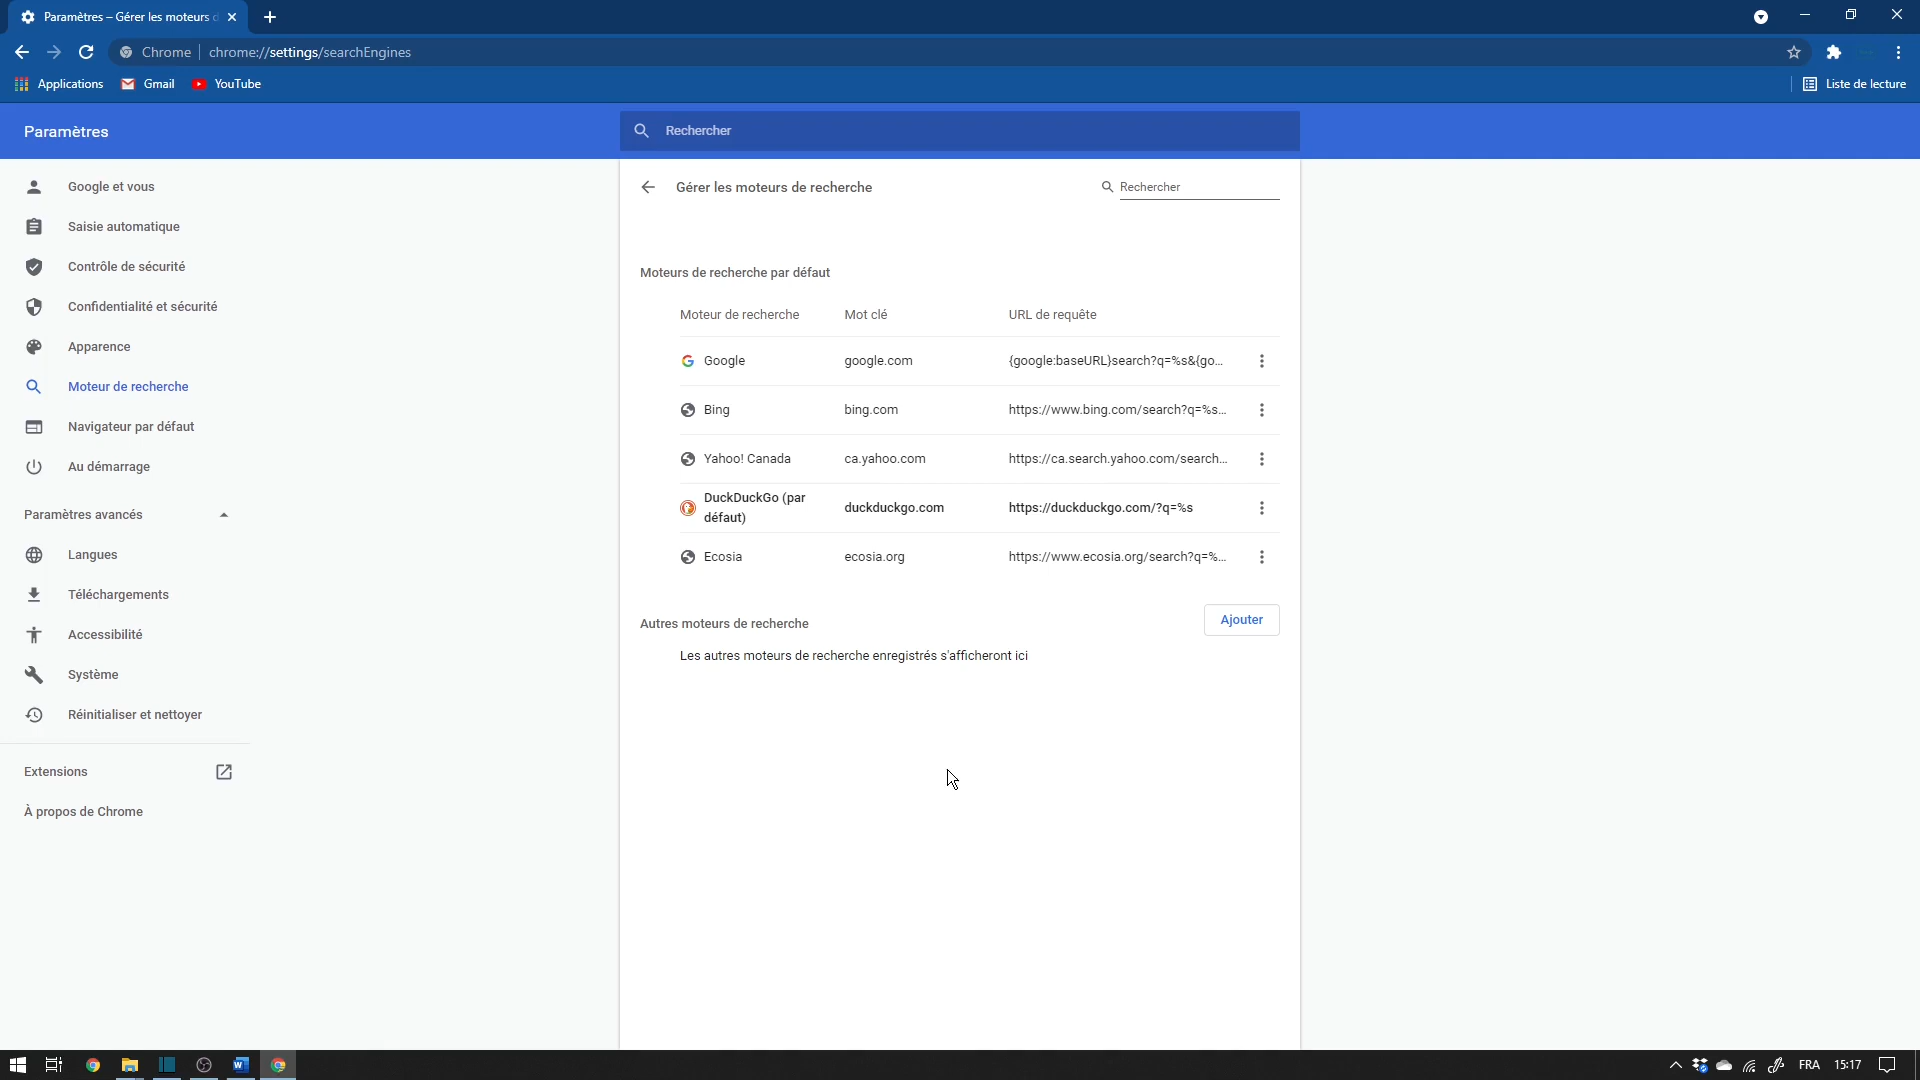 Paramètres – Gérer les moteurs d
Chrome | chrome://settings/searchEngines
Applications Gmail YouTube Liste de lecture
Paramètres Rechercher
Google et vous
Saisie automatique
Contrôle de sécurité
Confidentialité et sécurité
Apparence
Moteur de recherche
Navigateur par défaut
Au démarrage
Paramètres avancés
Langues
Téléchargements
Accessibilité
Système
Réinitialiser et nettoyer
Extensions
À propos de Chrome
Gérer les moteurs de recherche Rechercher
Moteurs de recherche par défaut
Moteur de recherche Mot clé URL de requête
Google google.com {google:baseURL}search?q=%s&{go...
Bing bing.com https://www.bing.com/search?q=%s...
Yahoo! Canada ca.yahoo.com https://ca.search.yahoo.com/search...
DuckDuckGo (par
défaut) duckduckgo.com https://duckduckgo.com/?q=%s
Ecosia ecosia.org https://www.ecosia.org/search?q=%...
Autres moteurs de recherche Ajouter
Les autres moteurs de recherche enregistrés s'afficheront ici
FRA 15:17